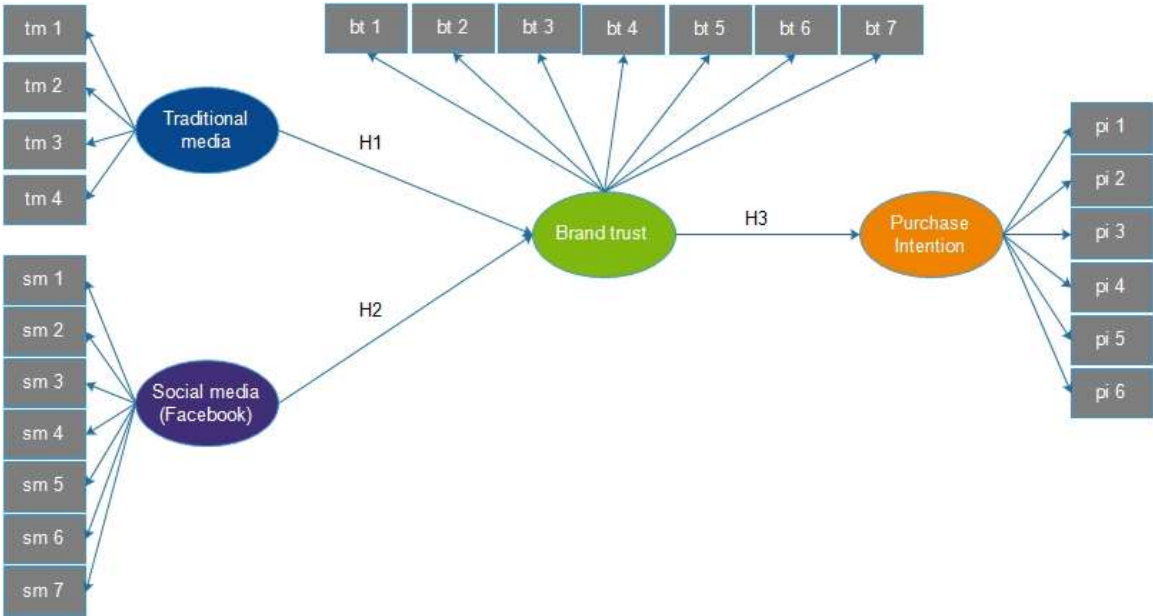 tm 1
tm 2
tm 3
tm 4
Traditional
media
bt 1
bt 2
bt 3
bt 4
bt 5
bt 6
bt 7
H1
H2
Brand trust
H3
Purchase
Intention
pi 1
pi 2
pi 3
pi 4
pi 5
pi 6
sm 1
sm 2
sm 3
sm 4
sm 5
sm 6
sm 7
Social media
(Facebook)